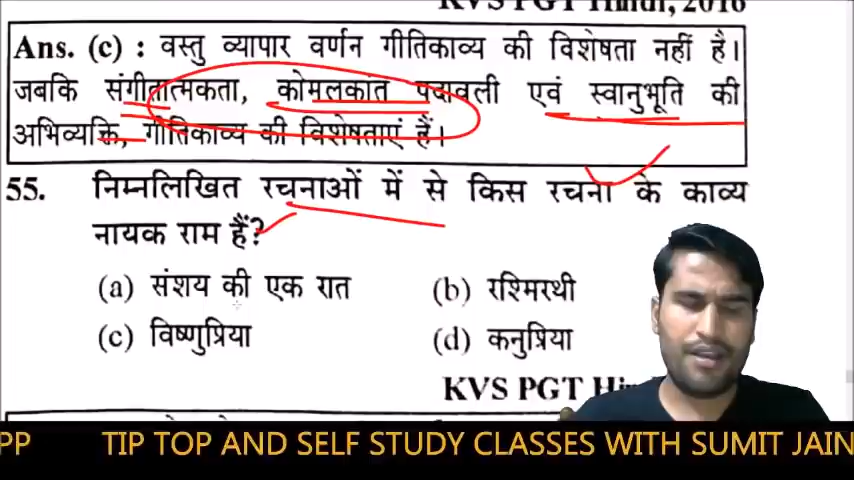 KVS PGT Hindi, 2016
Ans. (c) : वस्तु व्यापार वर्णन गीतिकाव्य की विशेषता नहीं है।
जबकि संगीतात्मकता, कोमलकांत पदावली एवं स्वानुभूति की
अभिव्यक्ति, गीतिकाव्य की विशेषताएं हैं।
55. निम्नलिखित रचनाओं में से किस रचना के काव्य
नायक राम हैं?
(a) संशय की एक रात (b) रश्मिरथी
(c) विष्णुप्रिया (d) कनुप्रिया
KVS PGT Hi
PP TIP TOP AND SELF STUDY CLASSES WITH SUMIT JAIN